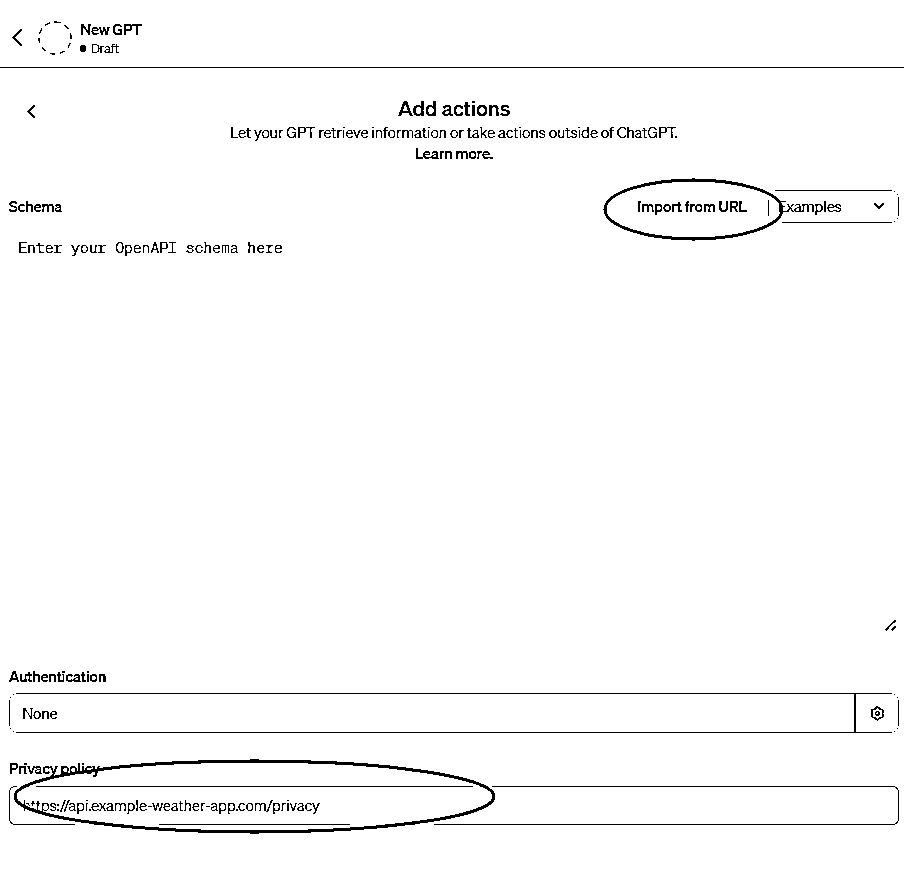 New GPT
Draft
Add actions
Let your GPT retrieve information or take actions outside of ChatGPT.
Learn more.
Schema
Import from URL
Examples
Enter your OpenAPI schema here
Authentication
None
Privacy policy
https://api.example-weather-app.com/privacy